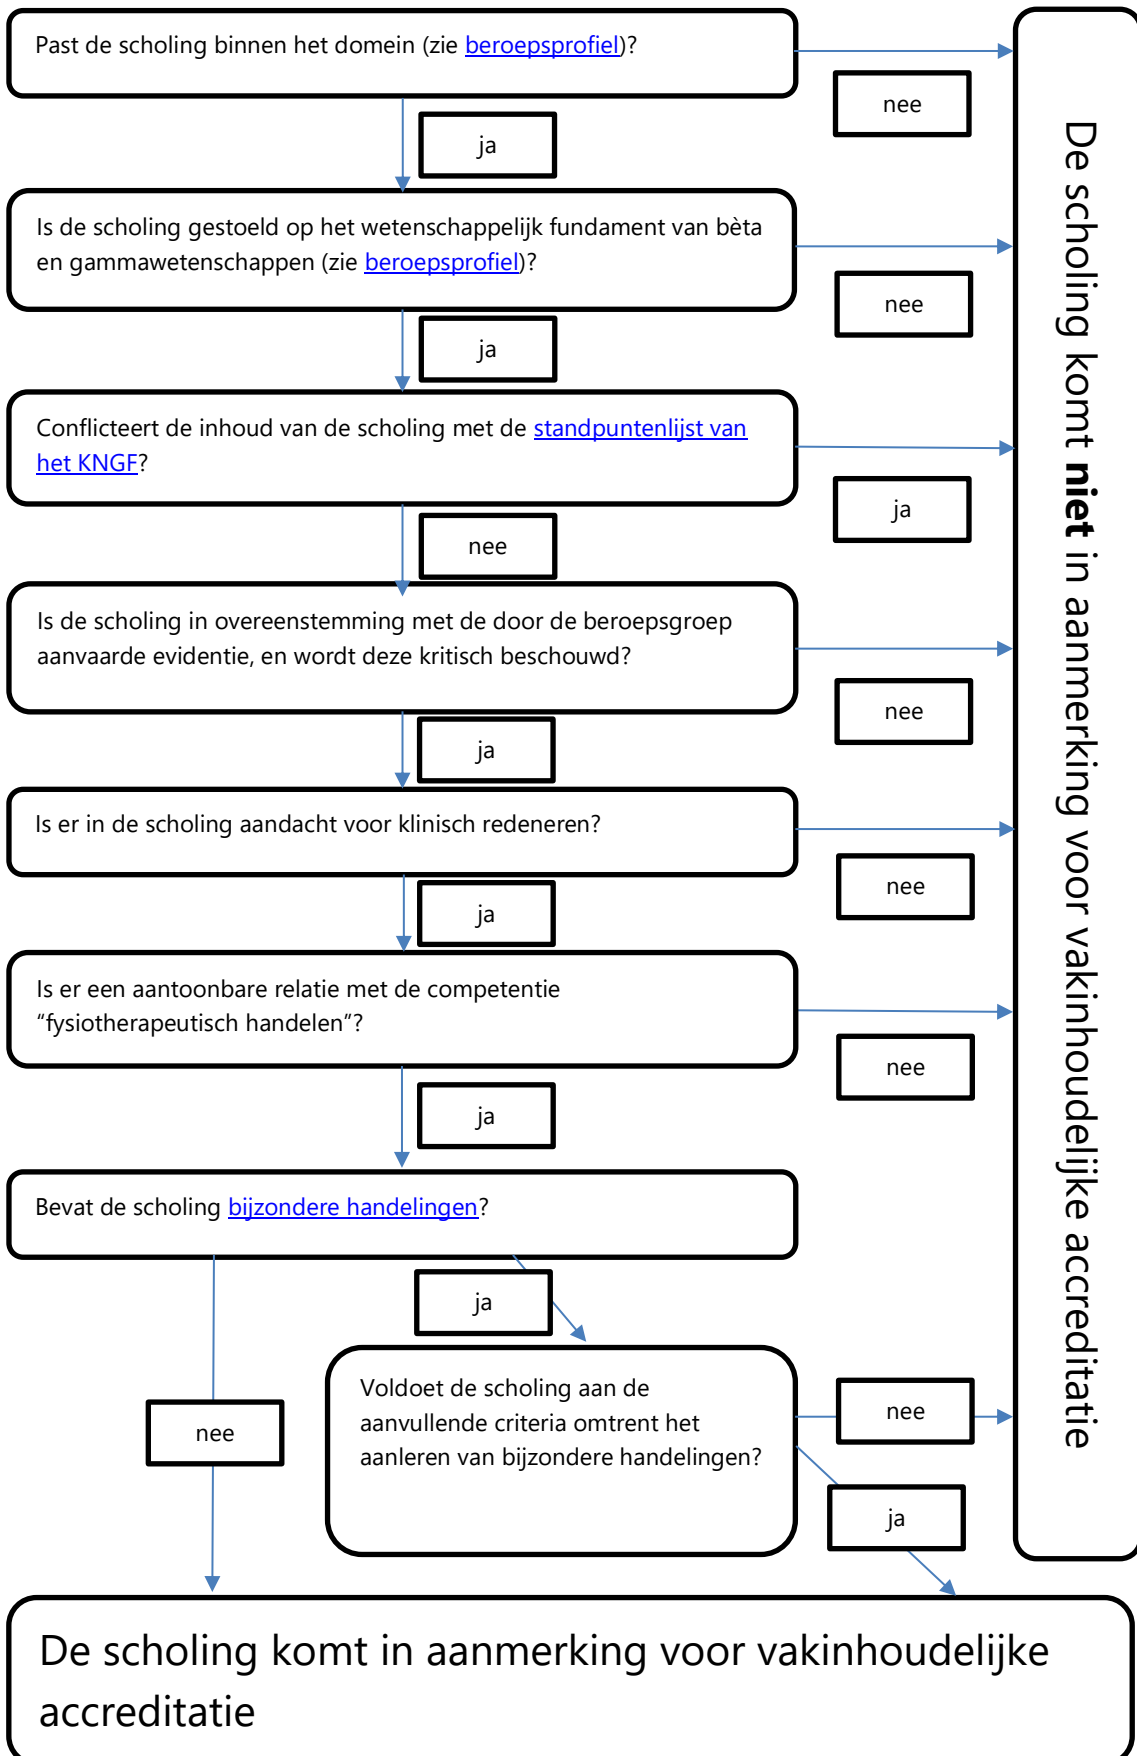 Past de scholing binnen het domein (zie beroepsprofiel)?
nee
ja
Is de scholing gestoeld op het wetenschappelijk fundament van bèta
en gammawetenschappen (zie beroepsprofiel)?
nee
ja
Conflicteert de inhoud van de scholing met de standpuntenlijst van
het KNGF?
ja
nee
Is de scholing in overeenstemming met de door de beroepsgroep
aanvaarde evidentie, en wordt deze kritisch beschouwd?
nee
ja
Is er in de scholing aandacht voor klinisch redeneren?
nee
ja
Is er een aantoonbare relatie met de competentie
“fysiotherapeutisch handelen”?
nee
ja
Bevat de scholing bijzondere handelingen?
ja
nee
Voldoet de scholing aan de
aanvullende criteria omtrent het
aanleren van bijzondere handelingen?
nee
ja
De scholing komt niet in aanmerking voor vakinhoudelijke accreditatie
De scholing komt in aanmerking voor vakinhoudelijke
accreditatie